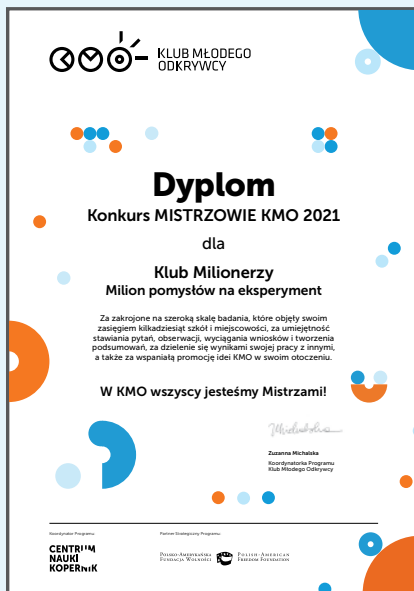 KLUB MŁODEGO
ODKRYWCY
Dyplom
Konkurs MISTRZOWIE KMO 2021
dla
Klub Milionerzy
Milion pomysłów na eksperyment
Za zakrojone na szeroką skalę badania, które objęły swoim
zasięgiem kilkadziesiąt szkół i miejscowości, za umiejętność
stawiania pytań, obserwacji, wyciągania wniosków i tworzenia
podsumowań, za dzielenie się wynikami swojej pracy z innymi,
a także za wspaniałą promocję idei KMO w swoim otoczeniu.
W KMO wszyscy jesteśmy Mistrzami!
Zuzanna Michalska
Koordynatorka Programu
Klub Młodego Odkrywcy
Koordynator Programu
Partner Strategiczny Programu
CENTRUM
NAUKI
KOPERNIK
POLSKO-AMERYKAŃSKA
FUNDACJA WOLNOŚCI
POLISH-AMERICAN
FREEDOM FOUNDATION